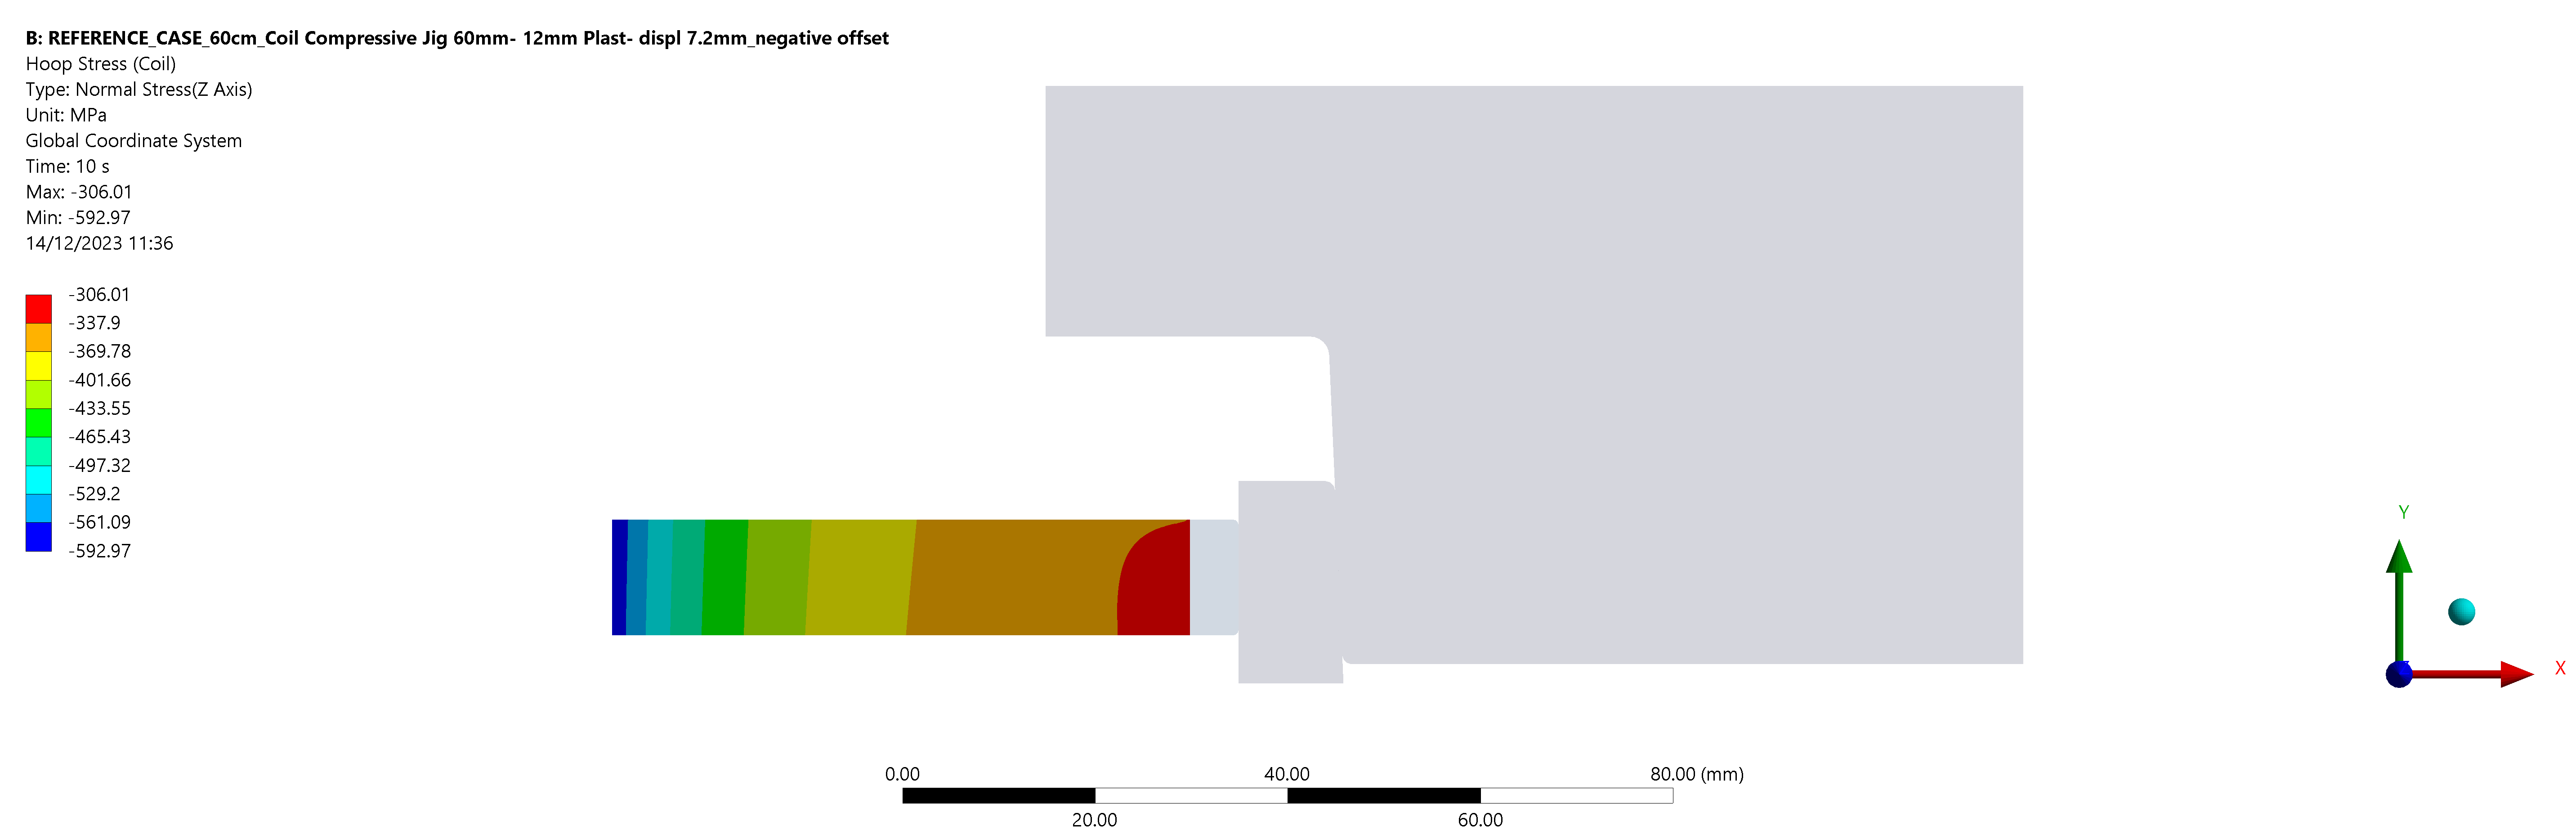 B: REFERENCE_CASE_60cm_Coil Compressive Jig 60mm- 12mm Plast- displ 7.2mm_negative offset
Hoop Stress (Coil)
Type: Normal Stress(Z Axis)
Unit: MPa
Global Coordinate System
Time: 10 s
Max: -306.01
Min: -592.97
14/12/2023 11:36
-306.01
-337.9
-369.78
-401.66
-433.55
-465.43
-497.32
-529.2
-561.09
-592.97
Y
X
0.00 40.00 80.00 (mm)
20.00 60.00